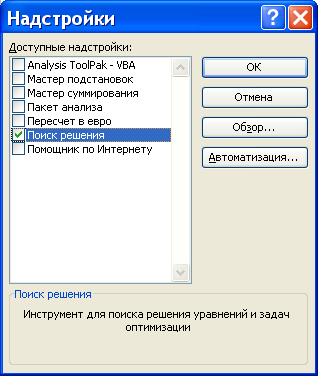 Надстройки
Доступные надстройки:
Analysis ToolPak - VBA
Мастер подстановок
Мастер суммирования
Пакет анализа
Пересчет в евро
Поиск решения
Помощник по Интернету
ОК
Отмена
Обзор...
Автоматизация...
Поиск решения
Инструмент для поиска решения уравнений и задач
оптимизации